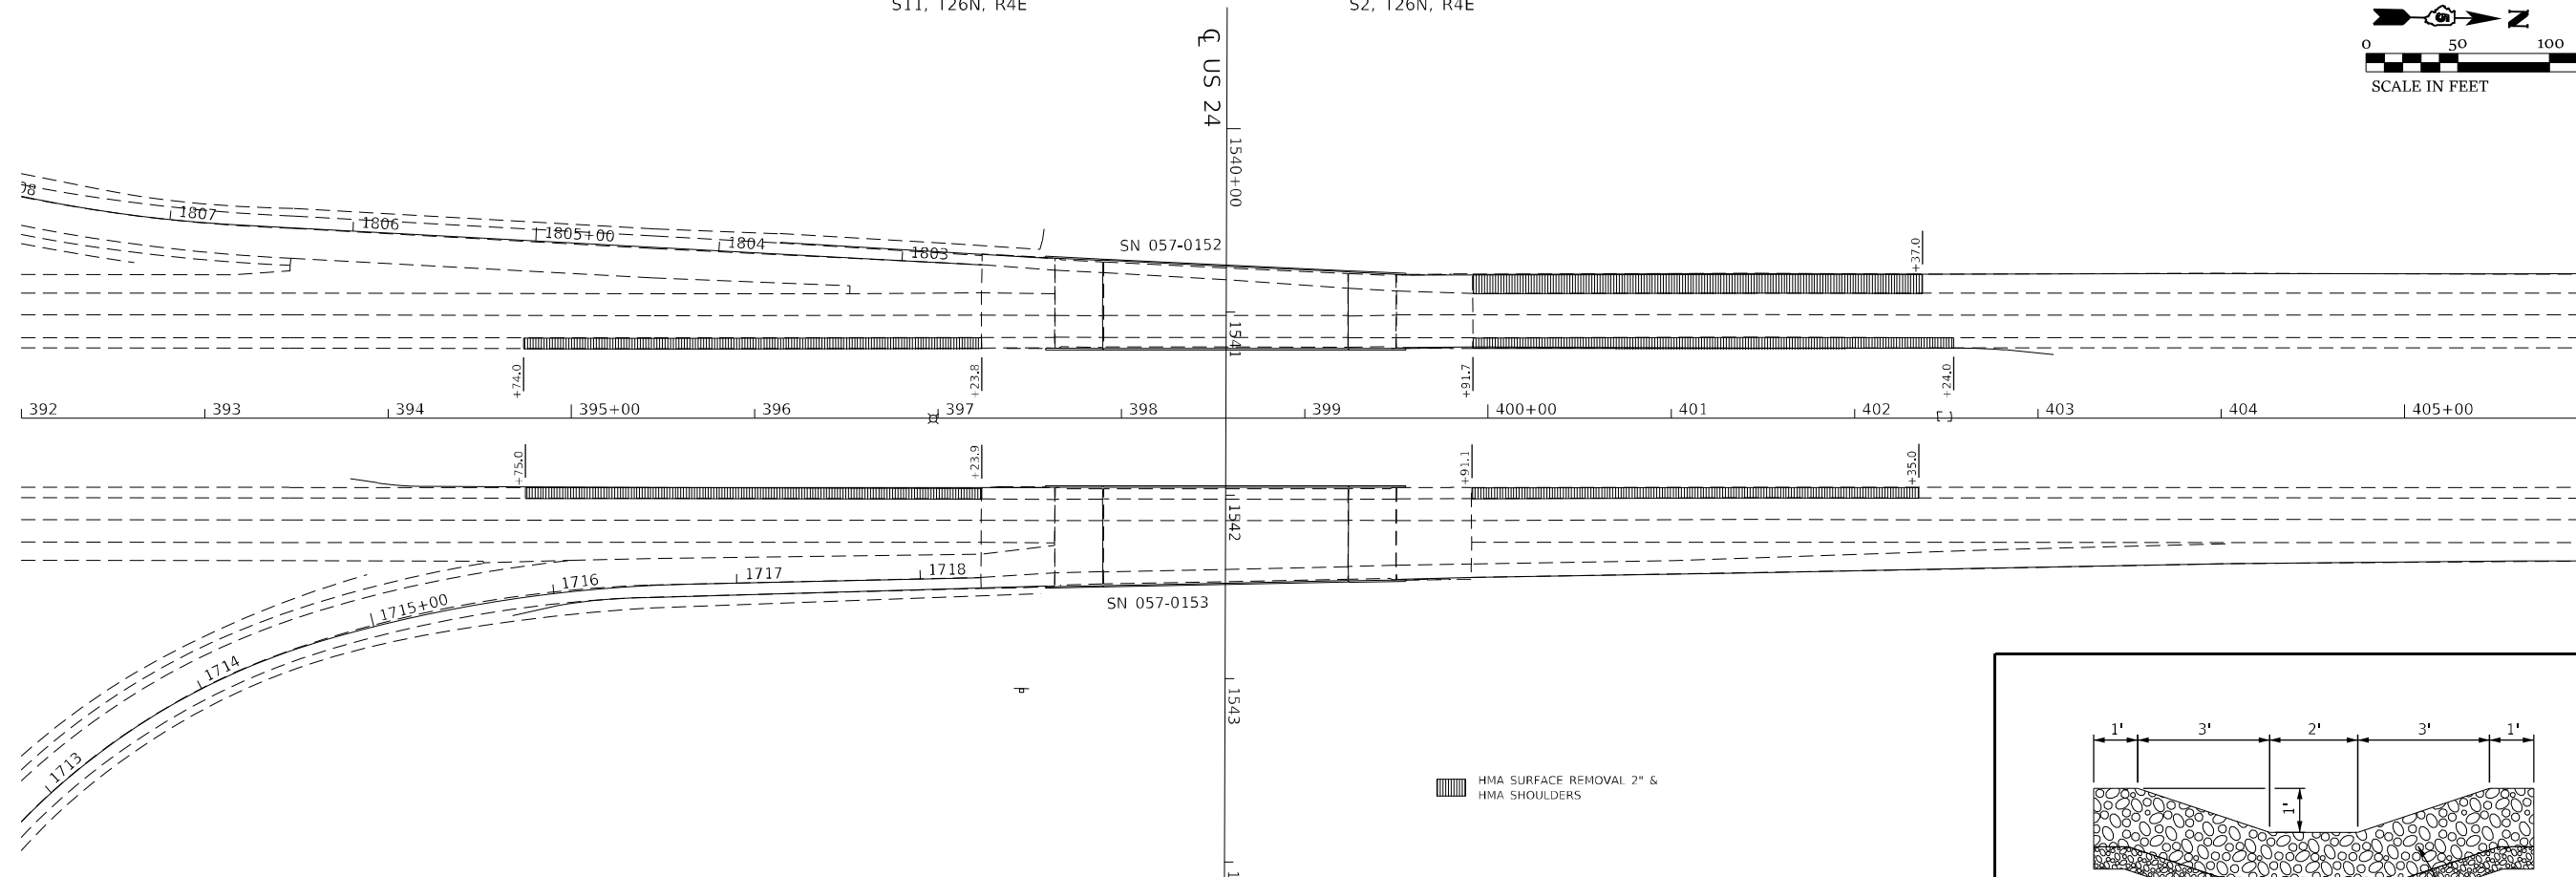 S11, T26N, R4E
S2, T26N, R4E
N
0 50 100
SCALE IN FEET
℄ US 24
1540+00
1541
1542
1543
1807
1806
1805+00
1804
1803
SN 057-0152
+37.0
+74.0
+23.8
+91.7
+24.0
392 393 394 395+00 396 397 398 399 400+00 401 402 403 404 405+00
+75.0
+23.9
+91.1
+35.0
1713
1714
1715+00
1716
1717
1718
SN 057-0153
HMA SURFACE REMOVAL 2" &
HMA SHOULDERS
1' 3' 2' 3' 1'
1'